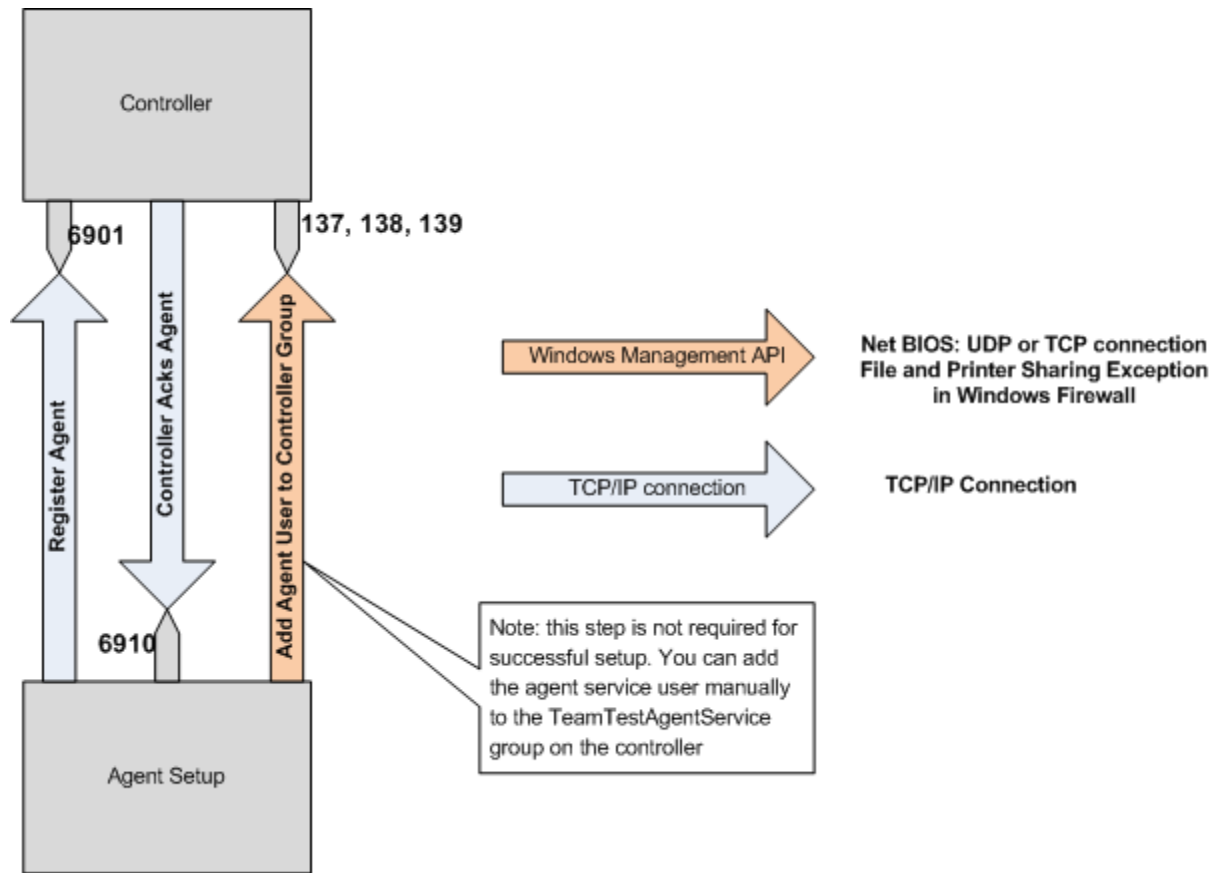 Controller
6901
137, 138, 139
Register Agent
Controller Acks Agent
Add Agent User to Controller Group
6910
Agent Setup
Windows Management API
Net BIOS: UDP or TCP connection
File and Printer Sharing Exception
in Windows Firewall
TCP/IP connection
TCP/IP Connection
Note: this step is not required for
successful setup. You can add
the agent service user manually
to the TeamTestAgentService
group on the controller